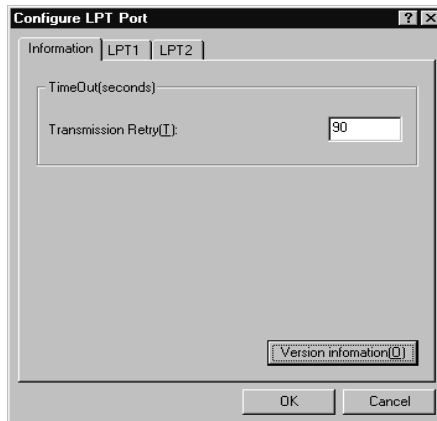 Configure LPT Port
Information LPT1 LPT2
TimeOut(seconds)
Transmission Retry(T): 90
Version infomation(O)
OK Cancel